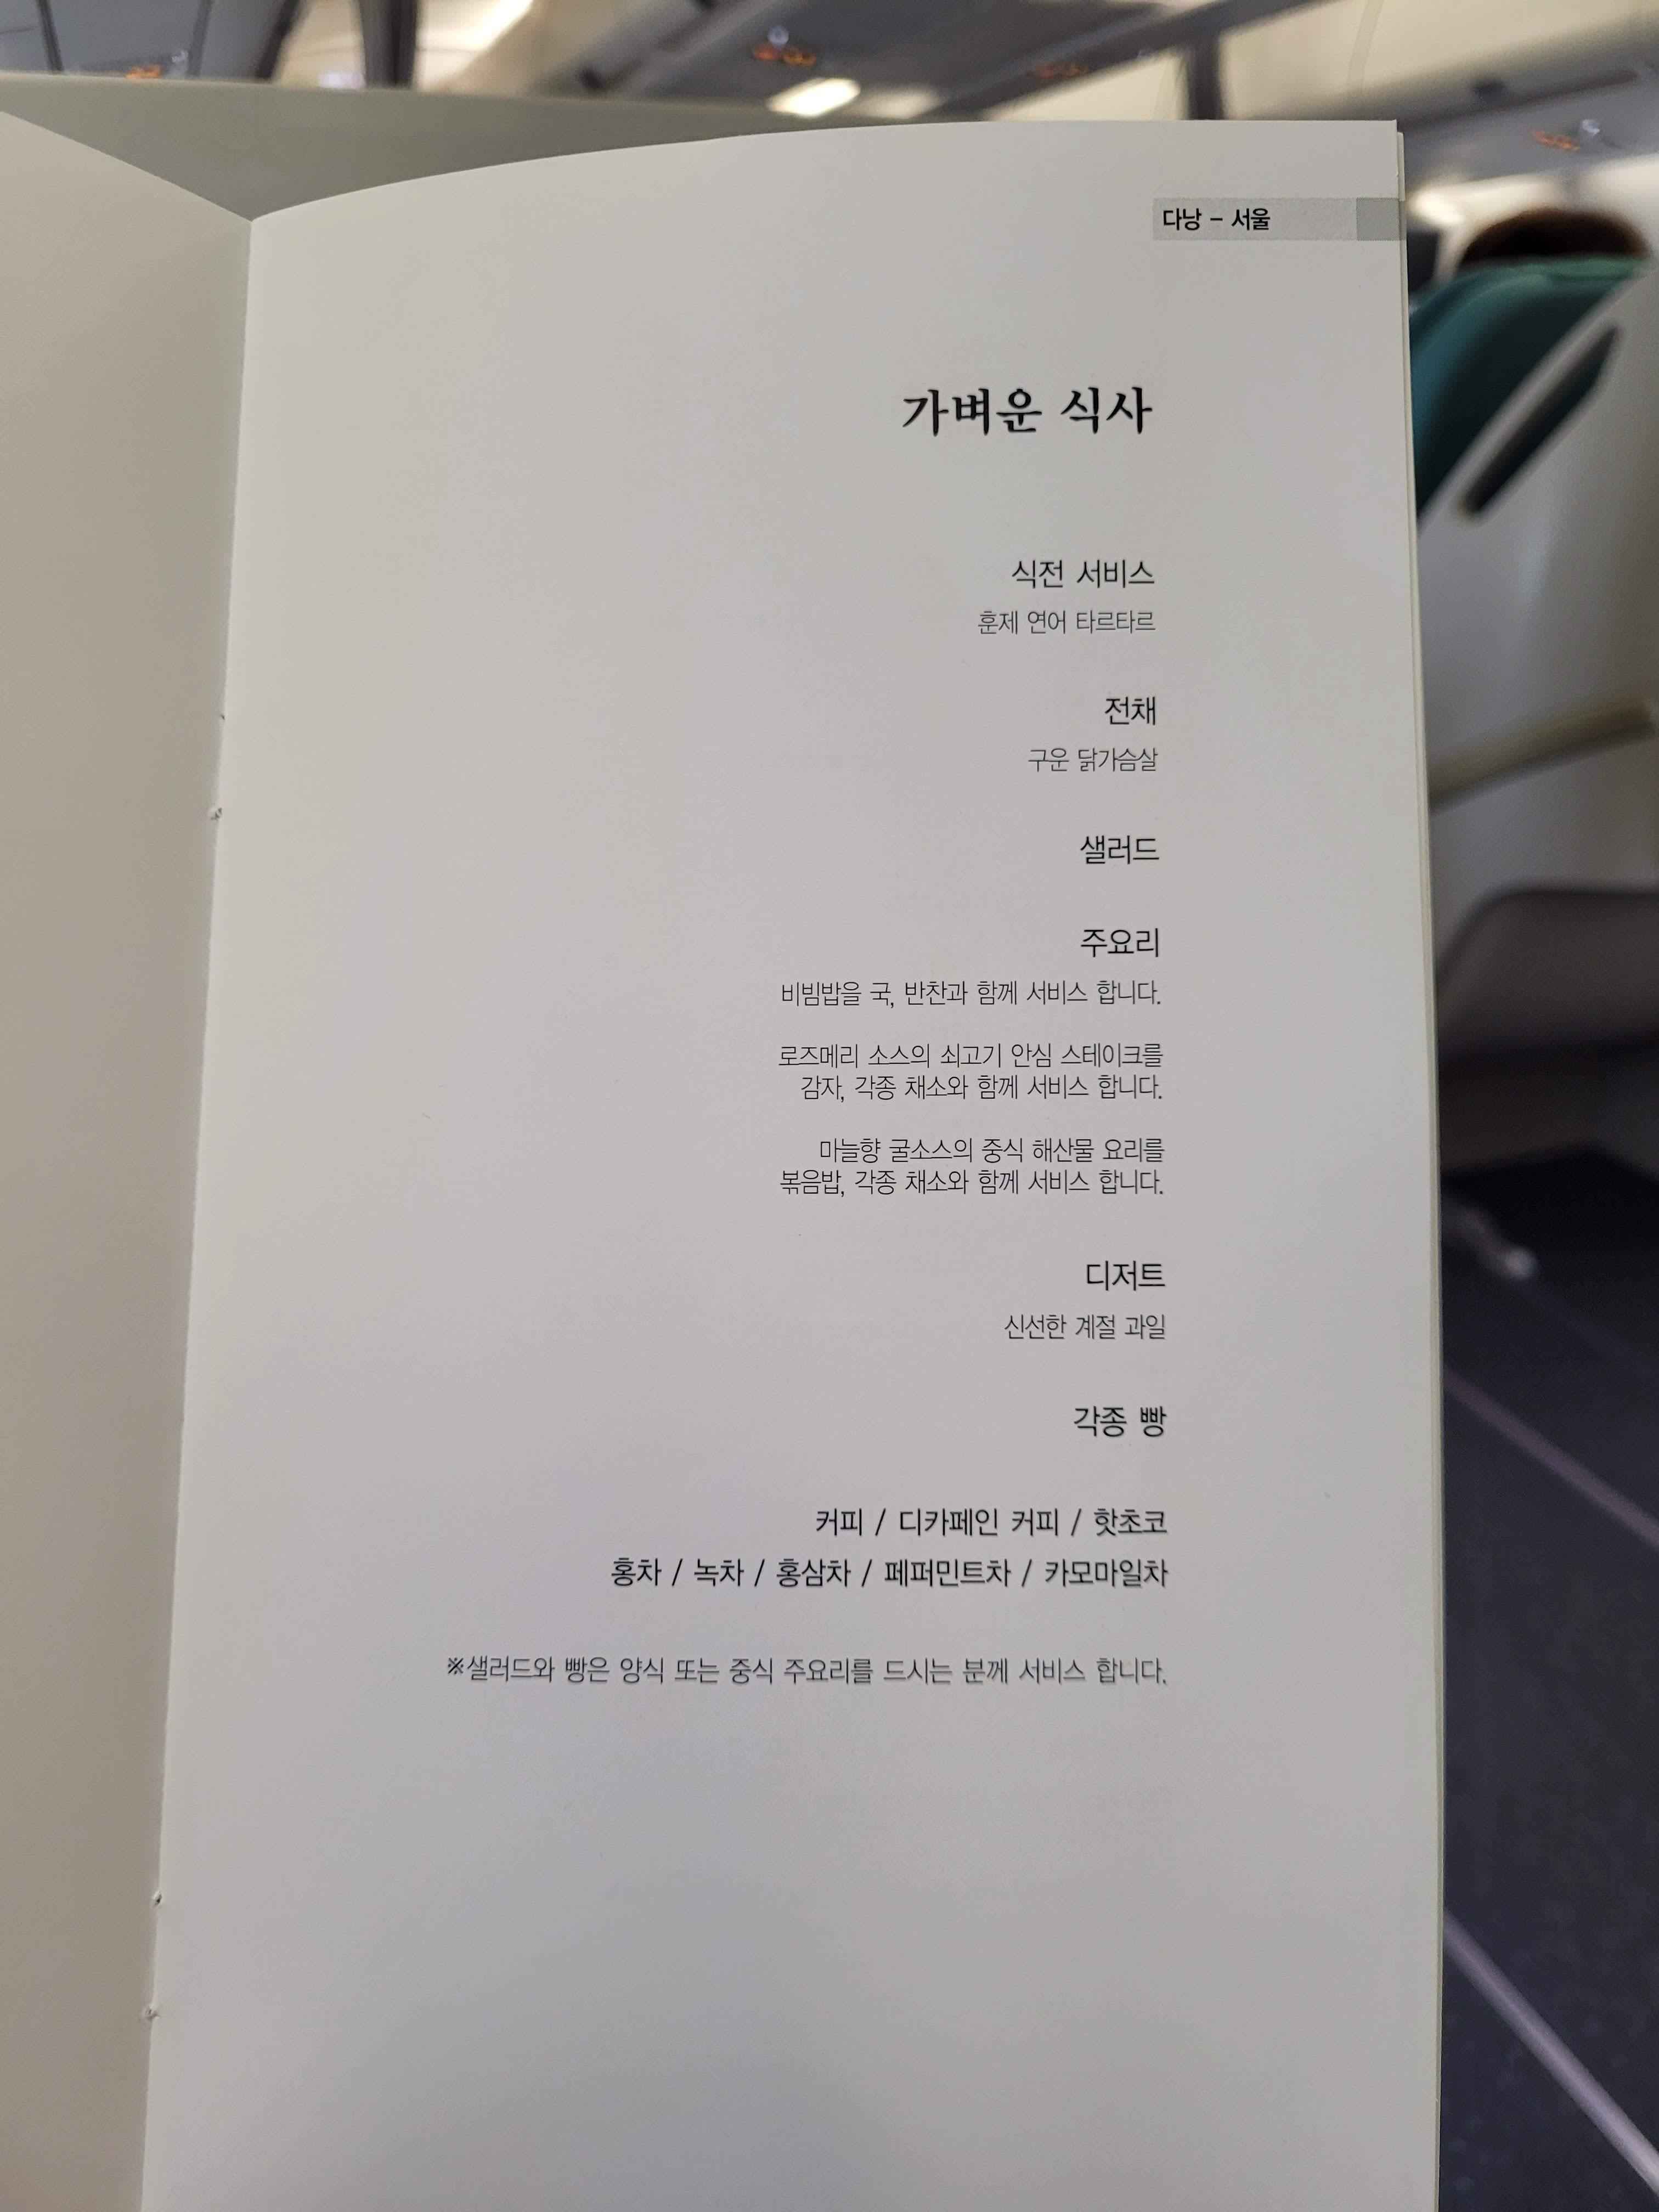 다낭 – 서울
가벼운 식사
식전 서비스
훈제 연어 타르타르
전채
구운 닭가슴살
샐러드
주요리
비빔밥을 국, 반찬과 함께 서비스 합니다.
로즈메리 소스의 쇠고기 안심 스테이크를
감자, 각종 채소와 함께 서비스 합니다.
마늘향 굴소스의 중식 해산물 요리를
볶음밥, 각종 채소와 함께 서비스 합니다.
디저트
신선한 계절 과일
각종 빵
커피 / 디카페인 커피 / 핫초코
홍차 / 녹차 / 홍삼차 / 페퍼민트차 / 카모마일차
※샐러드와 빵은 양식 또는 중식 주요리를 드시는 분께 서비스 합니다.